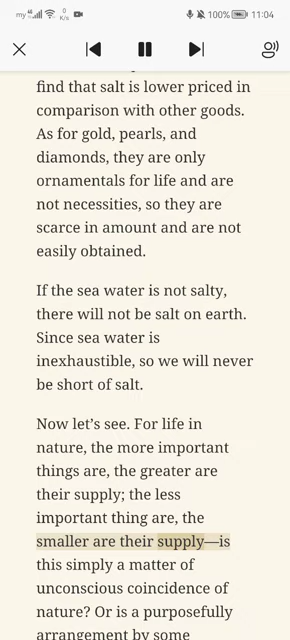 my 4G 0 K/s 100% 11:04
find that salt is lower priced in
comparison with other goods.
As for gold, pearls, and
diamonds, they are only
ornamentals for life and are
not necessities, so they are
scarce in amount and are not
easily obtained.
If the sea water is not salty,
there will not be salt on earth.
Since sea water is
inexhaustible, so we will never
be short of salt.
Now let’s see. For life in
nature, the more important
things are, the greater are
their supply; the less
important thing are, the
smaller are their supply—is
this simply a matter of
unconscious coincidence of
nature? Or is a purposefully
arrangement by some